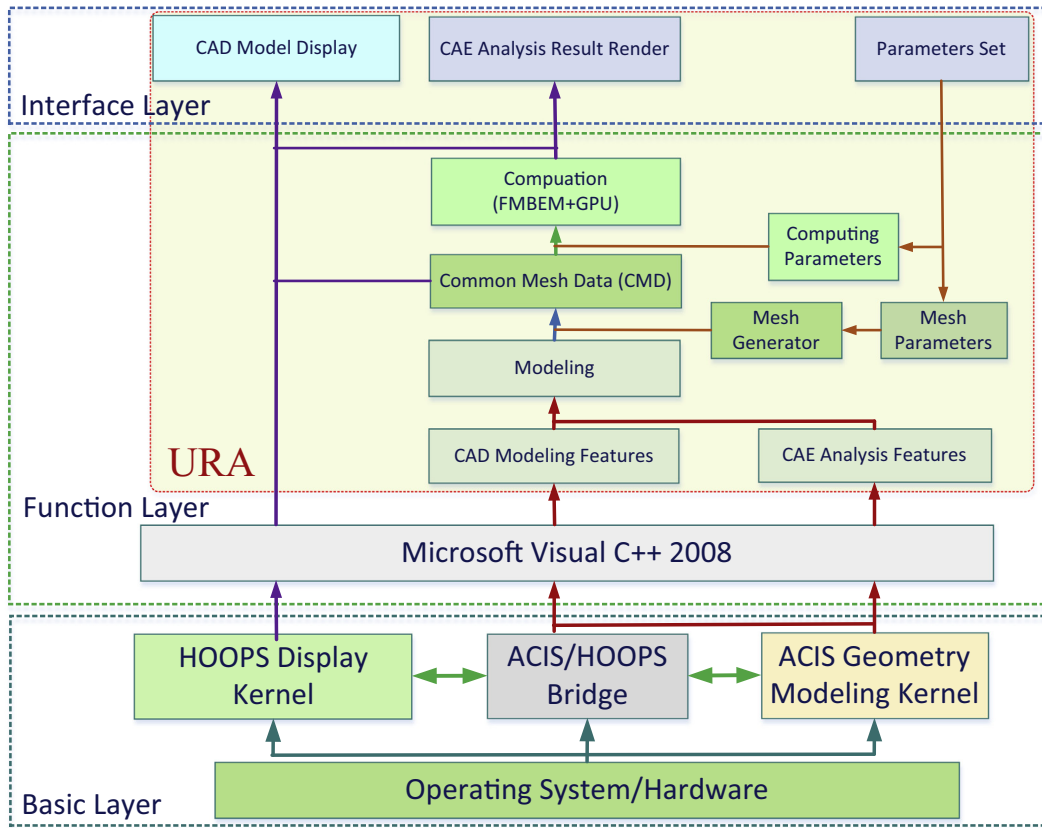 CAD Model Display
CAE Analysis Result Render
Parameters Set
Interface Layer
Compuation
(FMBEM+GPU)
Computing
Parameters
Common Mesh Data (CMD)
Mesh
Generator
Mesh
Parameters
Modeling
URA
CAD Modeling Features
CAE Analysis Features
Function Layer
Microsoft Visual C++ 2008
HOOPS Display
Kernel
ACIS/HOOPS
Bridge
ACIS Geometry
Modeling Kernel
Operating System/Hardware
Basic Layer